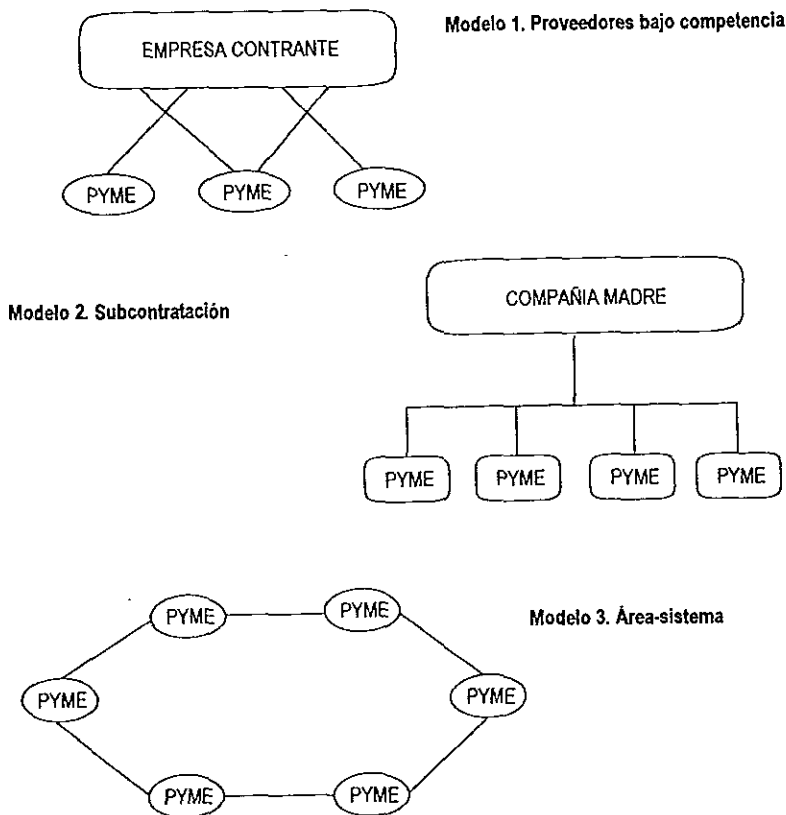 Modelo 1. Proveedores bajo competencia
EMPRESA CONTRANTE
PYME PYME PYME
COMPAÑIA MADRE
Modelo 2. Subcontratación
PYME PYME PYME PYME
PYME PYME
Modelo 3. Área-sistema
PYME PYME
PYME PYME